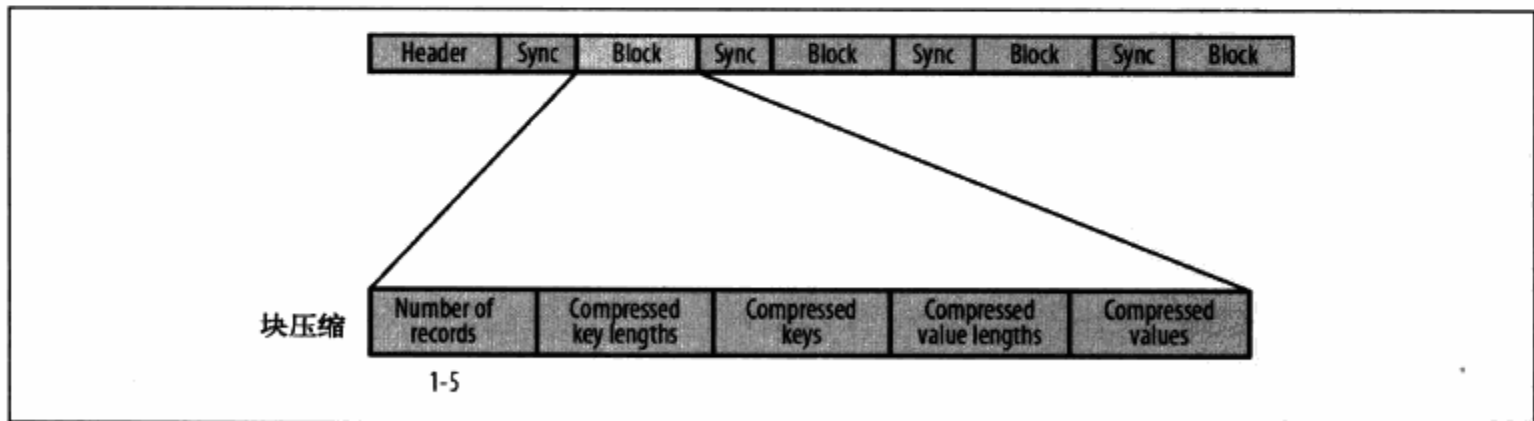 Header Sync Block Sync Block Sync Block Sync Block
块压缩
Number of
records
Compressed
key lengths
Compressed
keys
Compressed
value lengths
Compressed
values
1-5